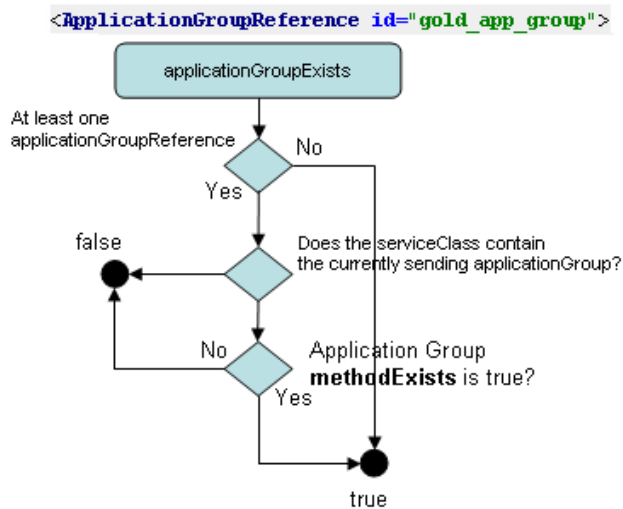 <ApplicationGroupReference id="gold_app_group">
applicationGroupExists
At least one
applicationGroupReference
No
Yes
false
Does the serviceClass contain
the currently sending applicationGroup?
No
Application Group
methodExists is true?
Yes
true